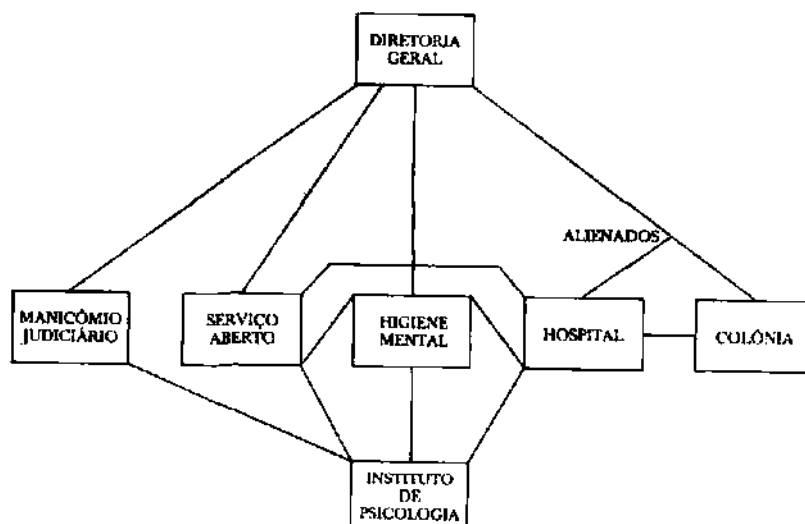 DIRETORIA
GERAL
ALIENADOS
MANICÔMIO
JUDICIÁRIO
SERVIÇO
ABERTO
HIGIENE
MENTAL
HOSPITAL
COLÔNIA
INSTITUTO
DE
PSICOLOGIA